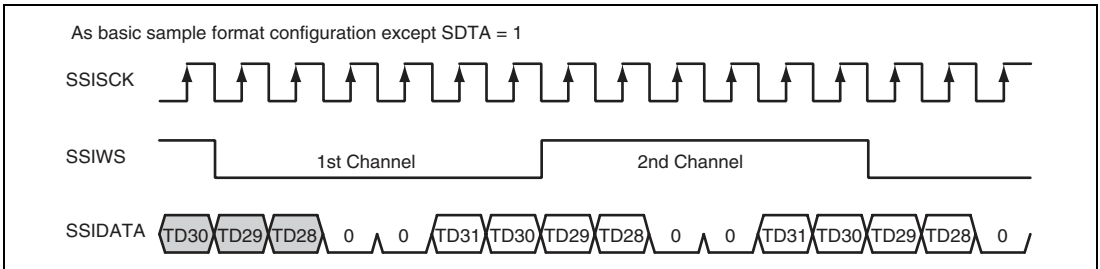 As basic sample format configuration except SDTA = 1
SSISCK
SSIWS 1st Channel 2nd Channel
SSIDATA TD30 TD29 TD28 0 0 TD31 TD30 TD29 TD28 0 0 TD31 TD30 TD29 TD28 0